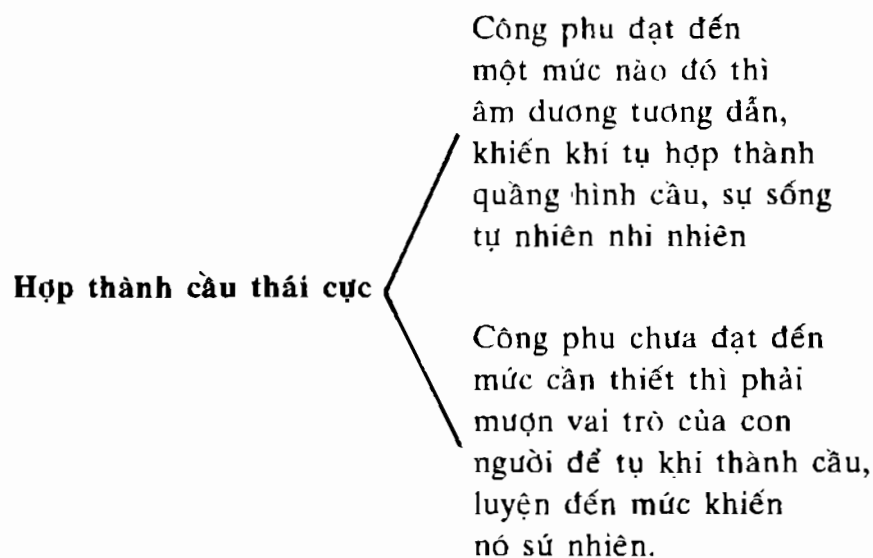 Công phu đạt đến
một mức nào đó thì
âm dương tương dẫn,
khiến khí tụ hợp thành
quầng hình cầu, sự sống
tự nhiên nhi nhiên
Hợp thành cầu thái cực
Công phu chưa đạt đến
mức cần thiết thì phải
mượn vai trò của con
người để tụ khí thành cầu,
luyện đến mức khiến
nó sứ nhiên.